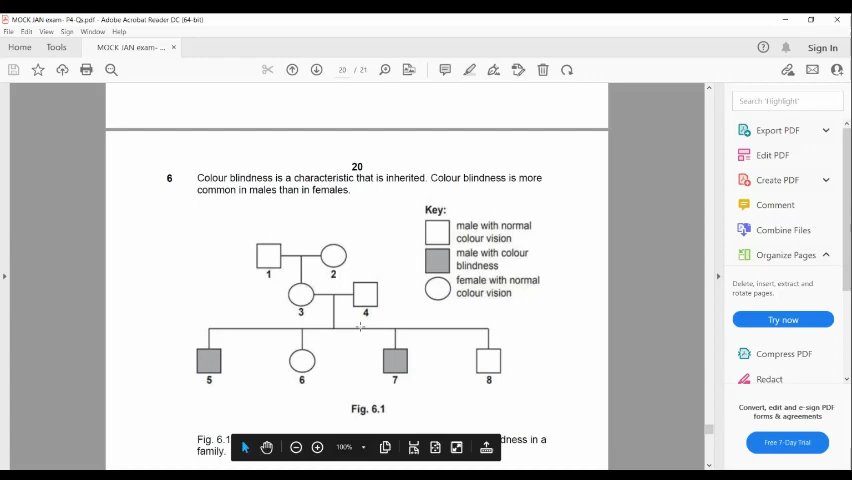 MOCK JAN exam- P4-Qs.pdf - Adobe Acrobat Reader DC (64-bit)
File Edit View Sign Window Help
Home Tools MOCK JAN exam- ... × Sign In
20 / 21
Search 'Highlight'
Export PDF
Edit PDF
Create PDF
Comment
Combine Files
Organize Pages
Delete, insert, extract and
rotate pages.
Try now
Compress PDF
Redact
Convert, edit and e-sign PDF
forms & agreements
Free 7-Day Trial
20
6 Colour blindness is a characteristic that is inherited. Colour blindness is more
common in males than in females.
Key:
male with normal
colour vision
male with colour
blindness
female with normal
colour vision
1 2
3 4
5 6 7 8
Fig. 6.1
Fig. 6.1 dness in a
family.
100%